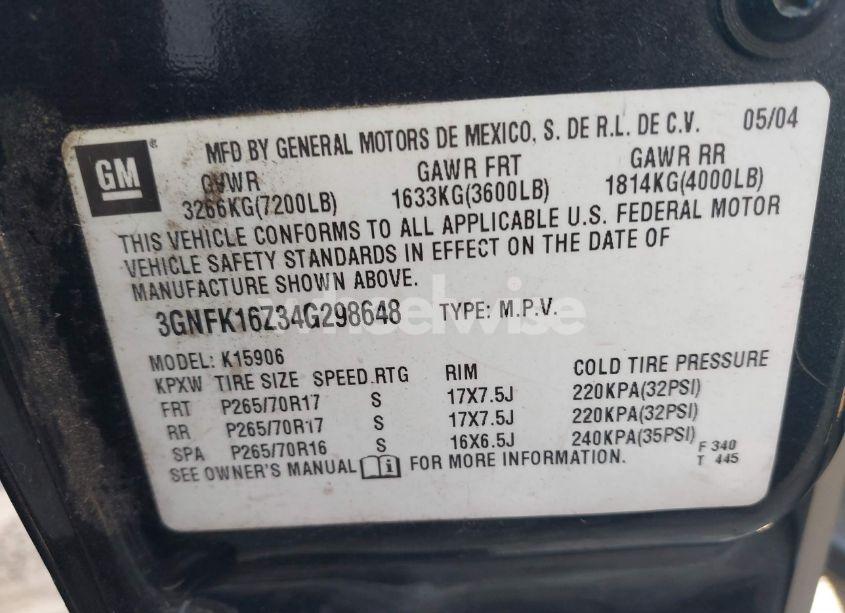 GM ® MFD BY GENERAL MOTORS DE MEXICO, S. DE R.L. DE C.V. 05/04
GVWR GAWR FRT GAWR RR
3266KG(7200LB) 1633KG(3600LB) 1814KG(4000LB)
THIS VEHICLE CONFORMS TO ALL APPLICABLE U.S. FEDERAL MOTOR
VEHICLE SAFETY STANDARDS IN EFFECT ON THE DATE OF
MANUFACTURE SHOWN ABOVE.
3GNFK16Z34G298648 TYPE: M.P.V.
wheelwise
MODEL: K15906
KPXW TIRE SIZE SPEED.RTG RIM COLD TIRE PRESSURE
FRT P265/70R17 S 17X7.5J 220KPA(32PSI)
RR P265/70R17 S 17X7.5J 220KPA(32PSI)
SPA P265/70R16 S 16X6.5J 240KPA(35PSI)
SEE OWNER'S MANUAL i FOR MORE INFORMATION.
F 340
T 445